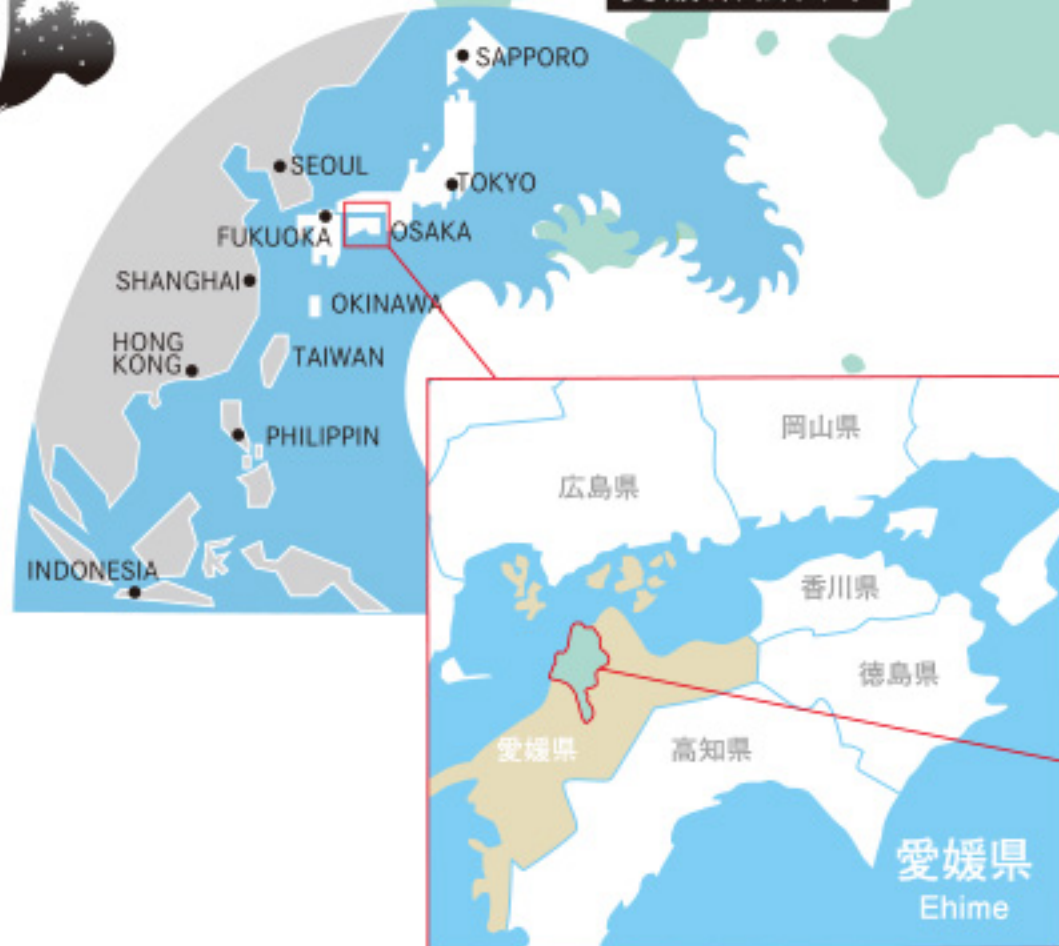 SAPPORO
SEOUL
TOKYO
FUKUOKA
OSAKA
SHANGHAI
OKINAWA
HONG
KONG
TAIWAN
PHILIPPIN
INDONESIA
岡山県
広島県
香川県
徳島県
愛媛県
高知県
愛媛県
Ehime